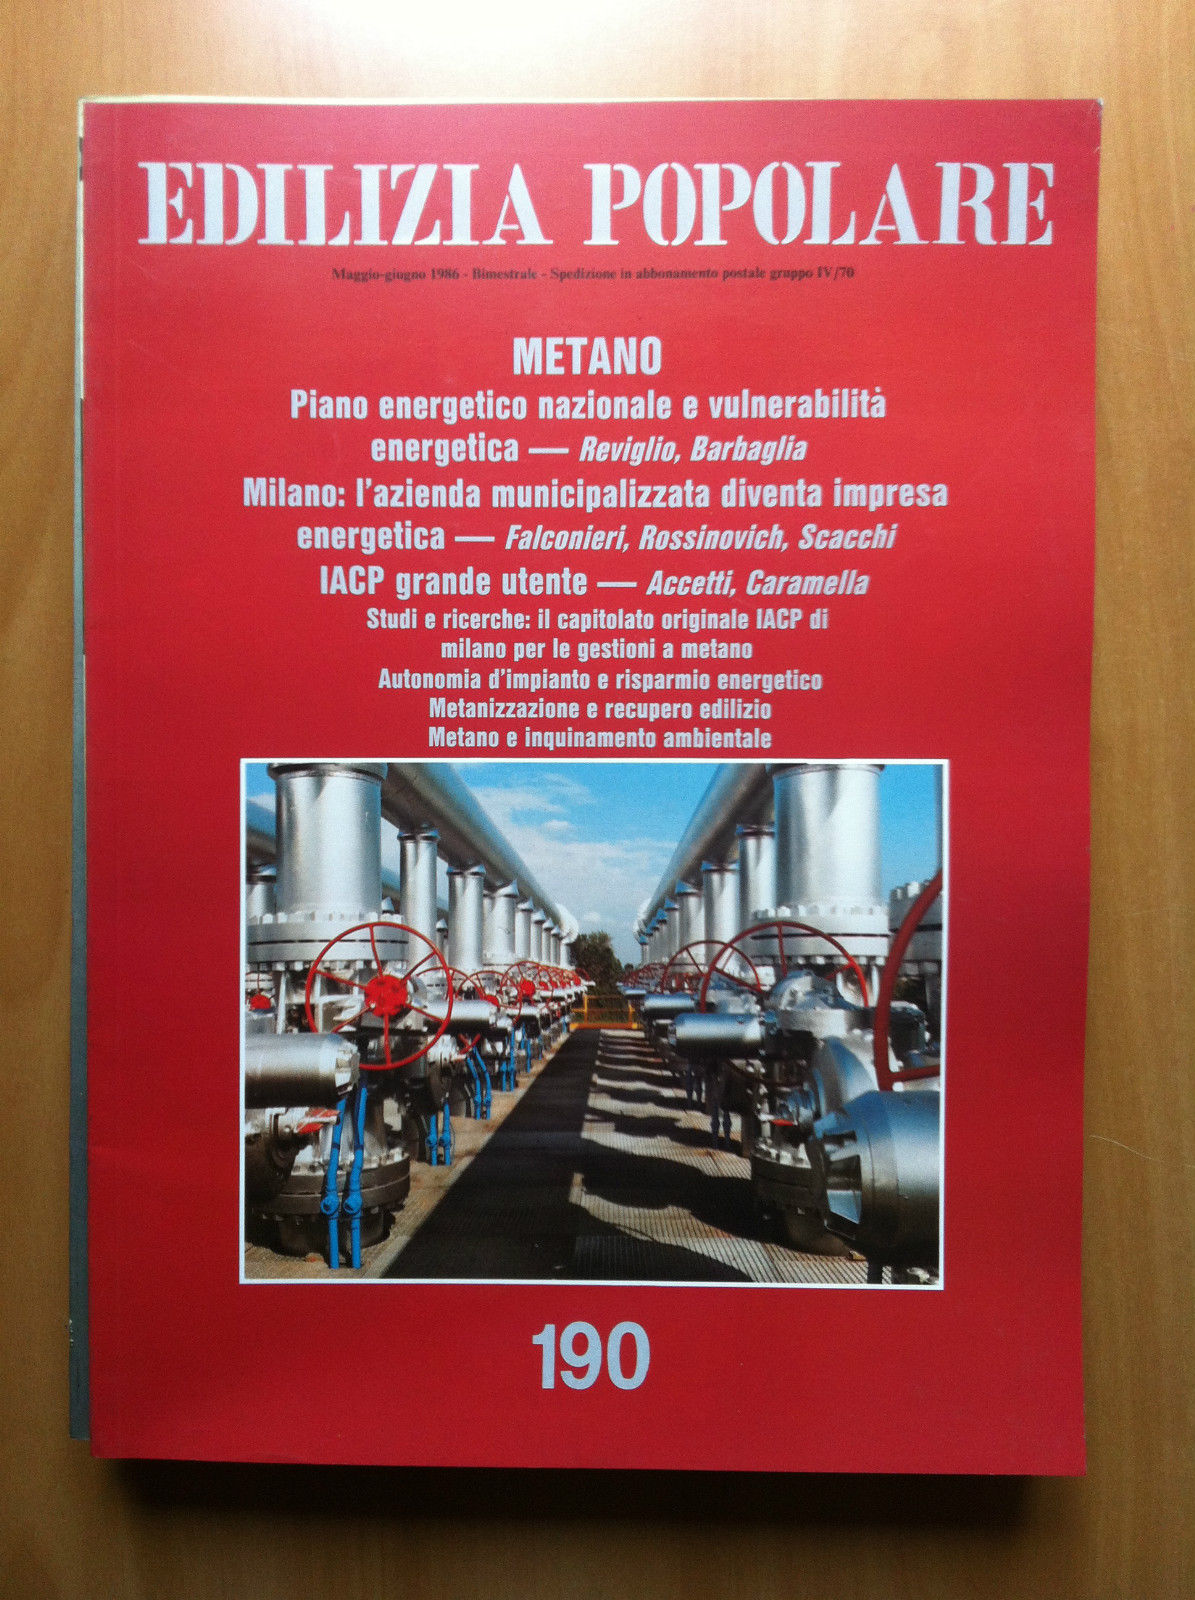 EDILIZIA POPOLARE
Maggio-giugno 1986 - Bimestrale - Spedizione in abbonamento postale gruppo IV/70
METANO
Piano energetico nazionale e vulnerabilità
energetica — Reviglio, Barbaglia
Milano: l'azienda municipalizzata diventa impresa
energetica — Falconieri, Rossinovich, Scacchi
IACP grande utente — Accetti, Caramella
Studi e ricerche: il capitolato originale IACP di
milano per le gestioni a metano
Autonomia d'impianto e risparmio energetico
Metanizzazione e recupero edilizio
Metano e inquinamento ambientale
190